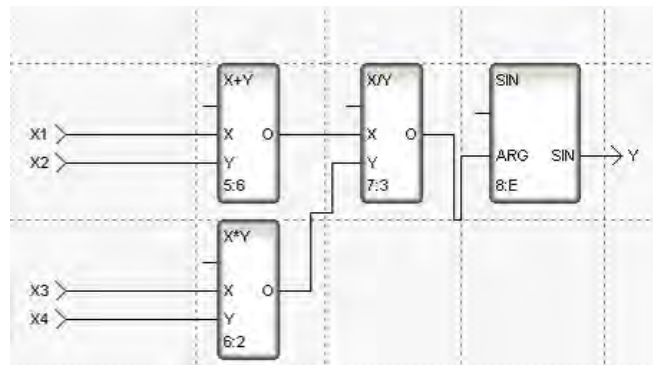 X+Y
X/Y
SIN
X1
X O
X O
X2
Y
Y
ARG SIN
Y
5:6
7:3
8:E
X*Y
X3
X O
X4
Y
6:2